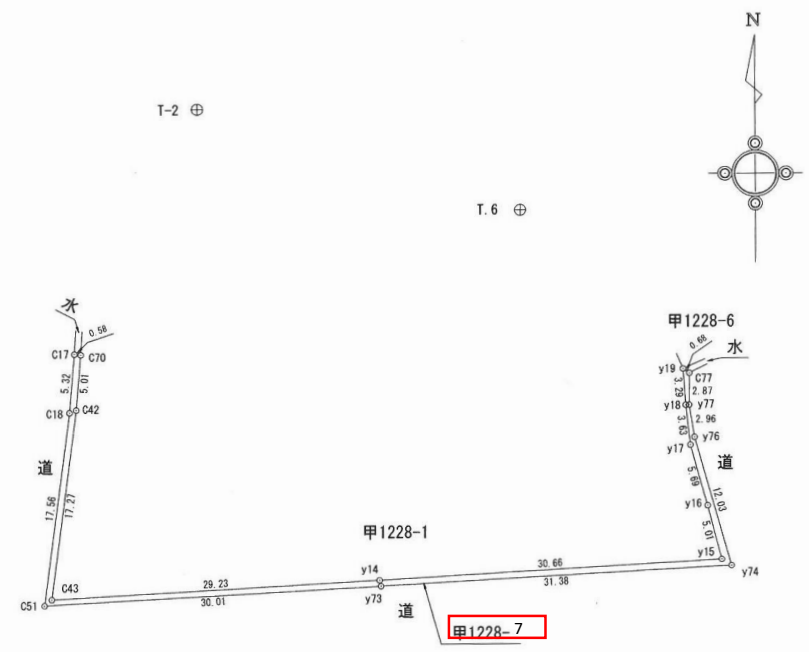 N
T-2
T.6
水
0.58
C17
C70
5.32
5.01
C18
C42
道
17.56
17.27
C43
C51
甲1228-6
0.68
水
y19
C77
3.29
2.87
y18
y77
3.63
2.96
y76
y17
道
5.69
12.03
y16
5.01
y15
y74
甲1228-1
y14
30.66
29.23
31.38
30.01
y73
道
甲1228-7